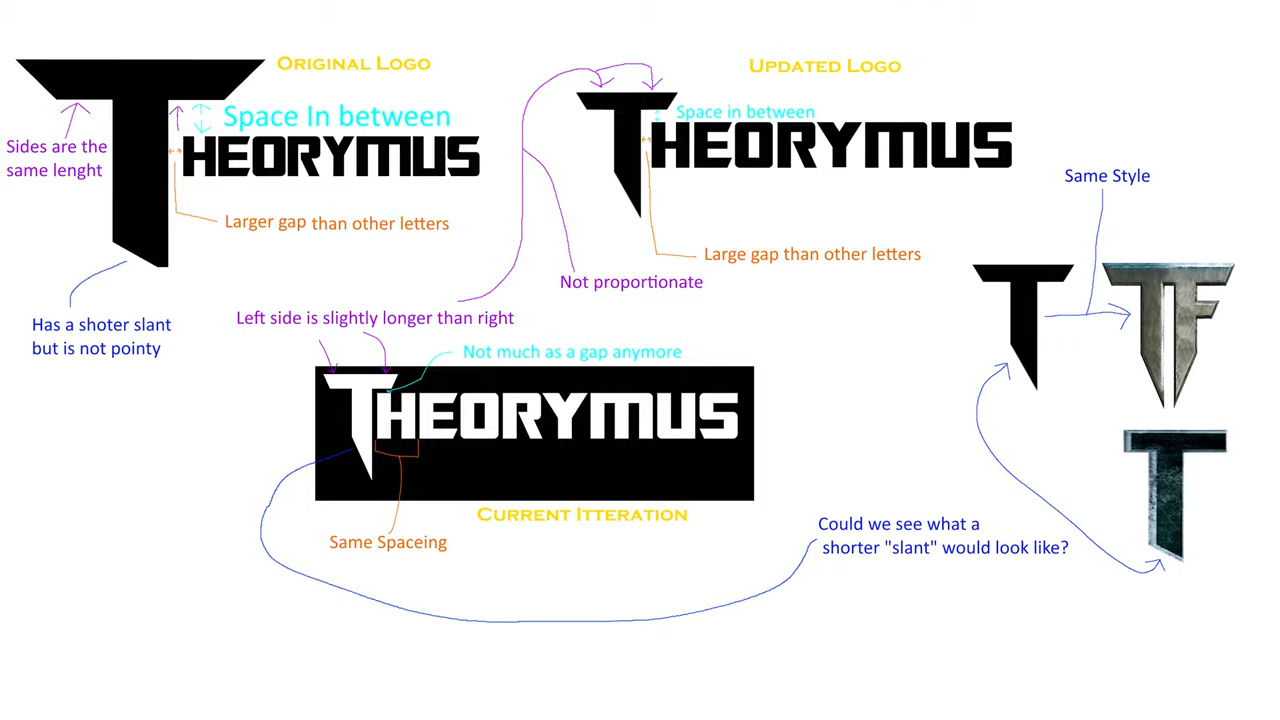 Original Logo
Updated Logo
Space In between
Space in between
THEORYMUS
THEORYMUS
Sides are the
same lenght
Same Style
Larger gap than other letters
Large gap than other letters
Not proportionate
T
TF
Has a shoter slant
but is not pointy
Left side is slightly longer than right
Not much as a gap anymore
THEORYMUS
T
Current Itteration
Same Spaceing
Could we see what a
shorter "slant" would look like?